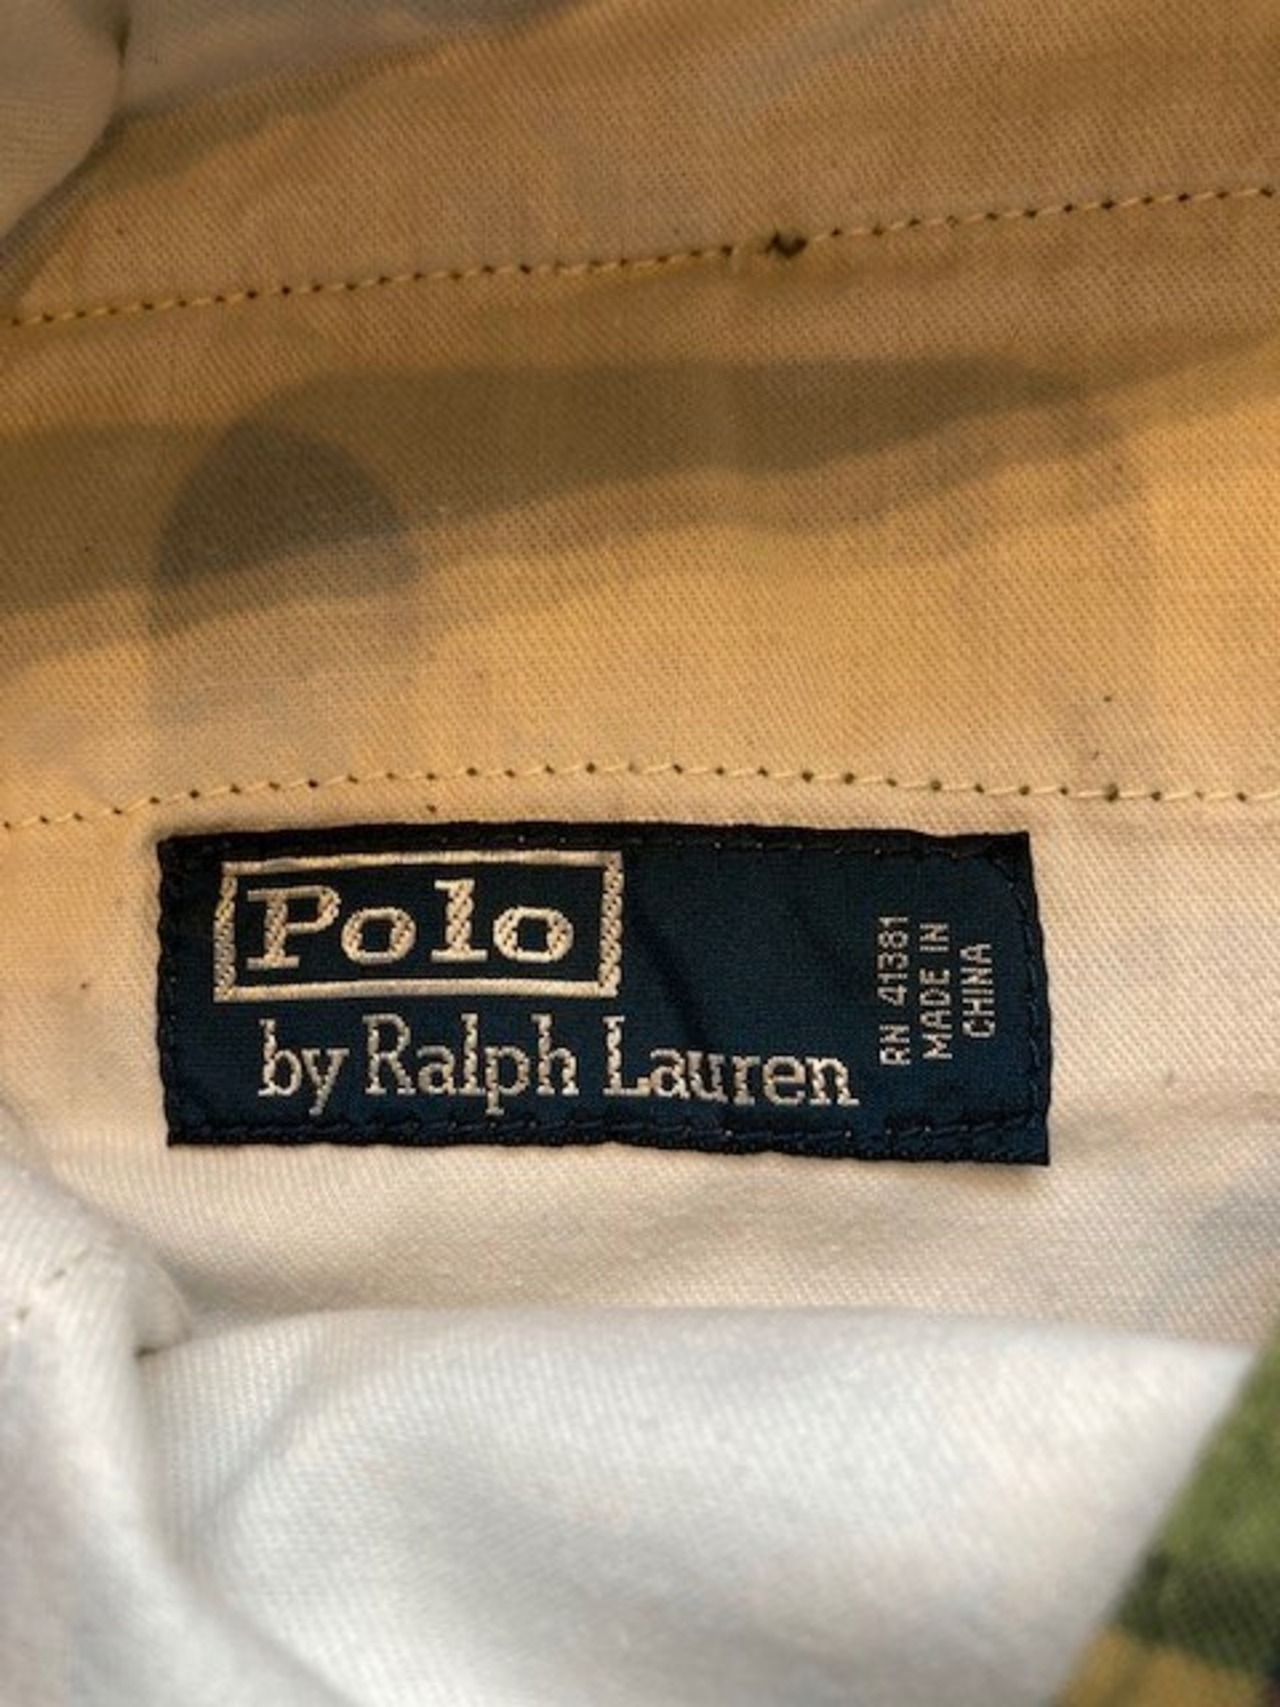 Polo
by Ralph Lauren
RN 41381
MADE IN
CHINA